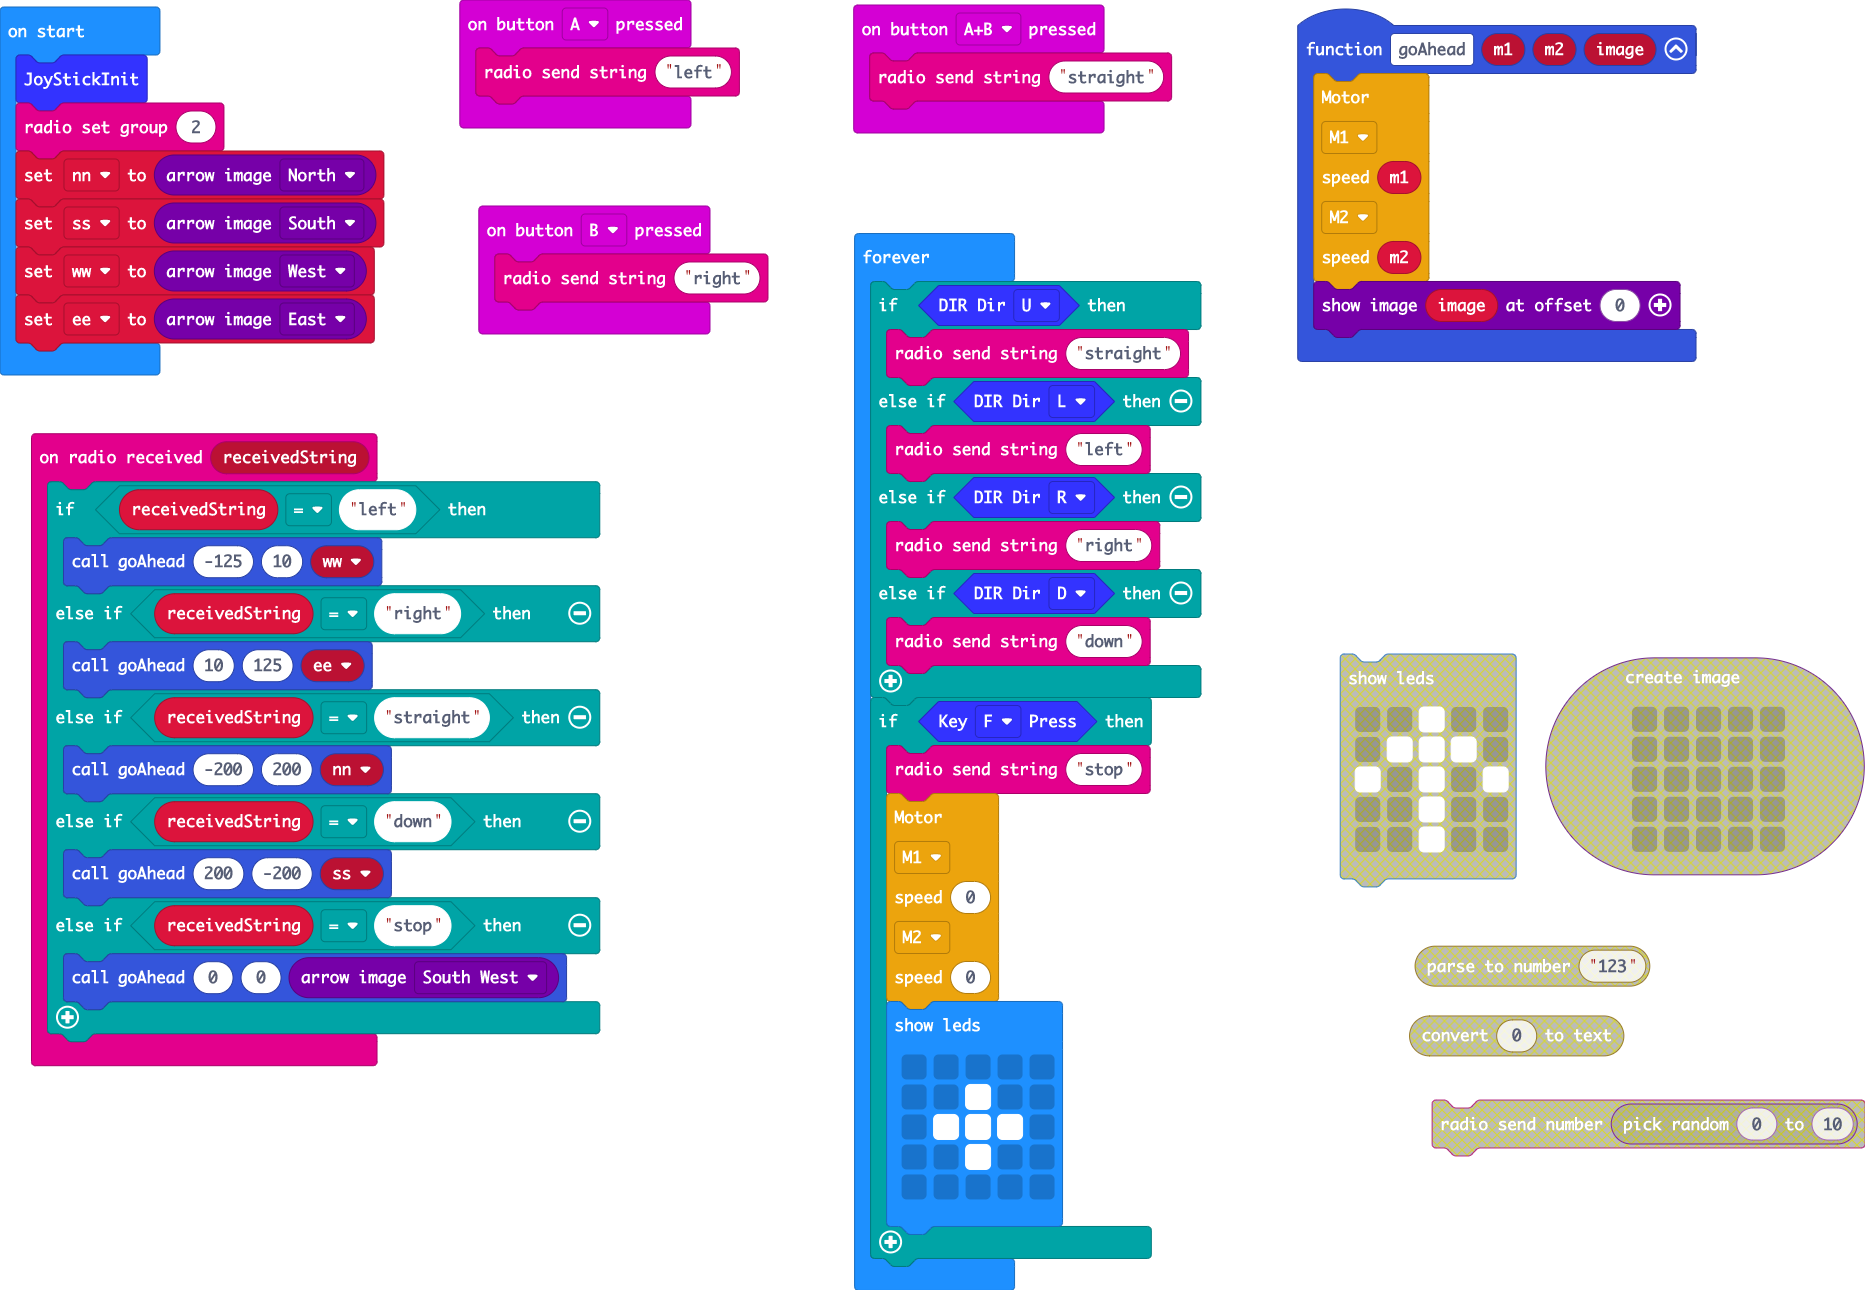 on start
JoyStickInit
radio set group 2
set nn to arrow image North
set ss to arrow image South
set ww to arrow image West
set ee to arrow image East
on button A pressed
radio send string "left"
on button B pressed
radio send string "right"
on button A+B pressed
radio send string "straight"
function goAhead m1 m2 image
Motor
M1
speed m1
M2
speed m2
show image image at offset 0
on radio received receivedString
if receivedString = "left" then
call goAhead -125 10 ww
else if receivedString = "right" then
call goAhead 10 125 ee
else if receivedString = "straight" then
call goAhead -200 200 nn
else if receivedString = "down" then
call goAhead 200 -200 ss
else if receivedString = "stop" then
call goAhead 0 0 arrow image South West
forever
if DIR Dir U then
radio send string "straight"
else if DIR Dir L then
radio send string "left"
else if DIR Dir R then
radio send string "right"
else if DIR Dir D then
radio send string "down"
if Key F Press then
radio send string "stop"
Motor
M1
speed 0
M2
speed 0
show leds
show leds
create image
parse to number "123"
convert 0 to text
radio send number pick random 0 to 10